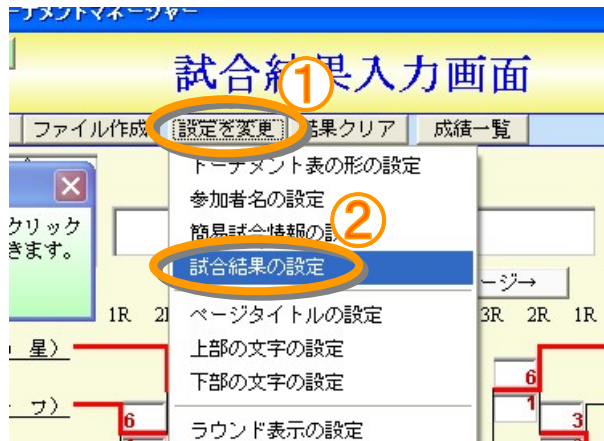 ーナメントマネージャー
試合結果入力画面
①
ファイル作成 設定を変更 結果クリア 成績一覧
トーナメント表の形の設定
参加者名の設定
クリック
簡易試合情報の設
②
きます。
試合結果の設定
ージ→
1R 2R
ページタイトルの設定
3R 2R 1R
星)
上部の文字の設定
下部の文字の設定
6
フ)
1
6
3
ラウンド表示の設定